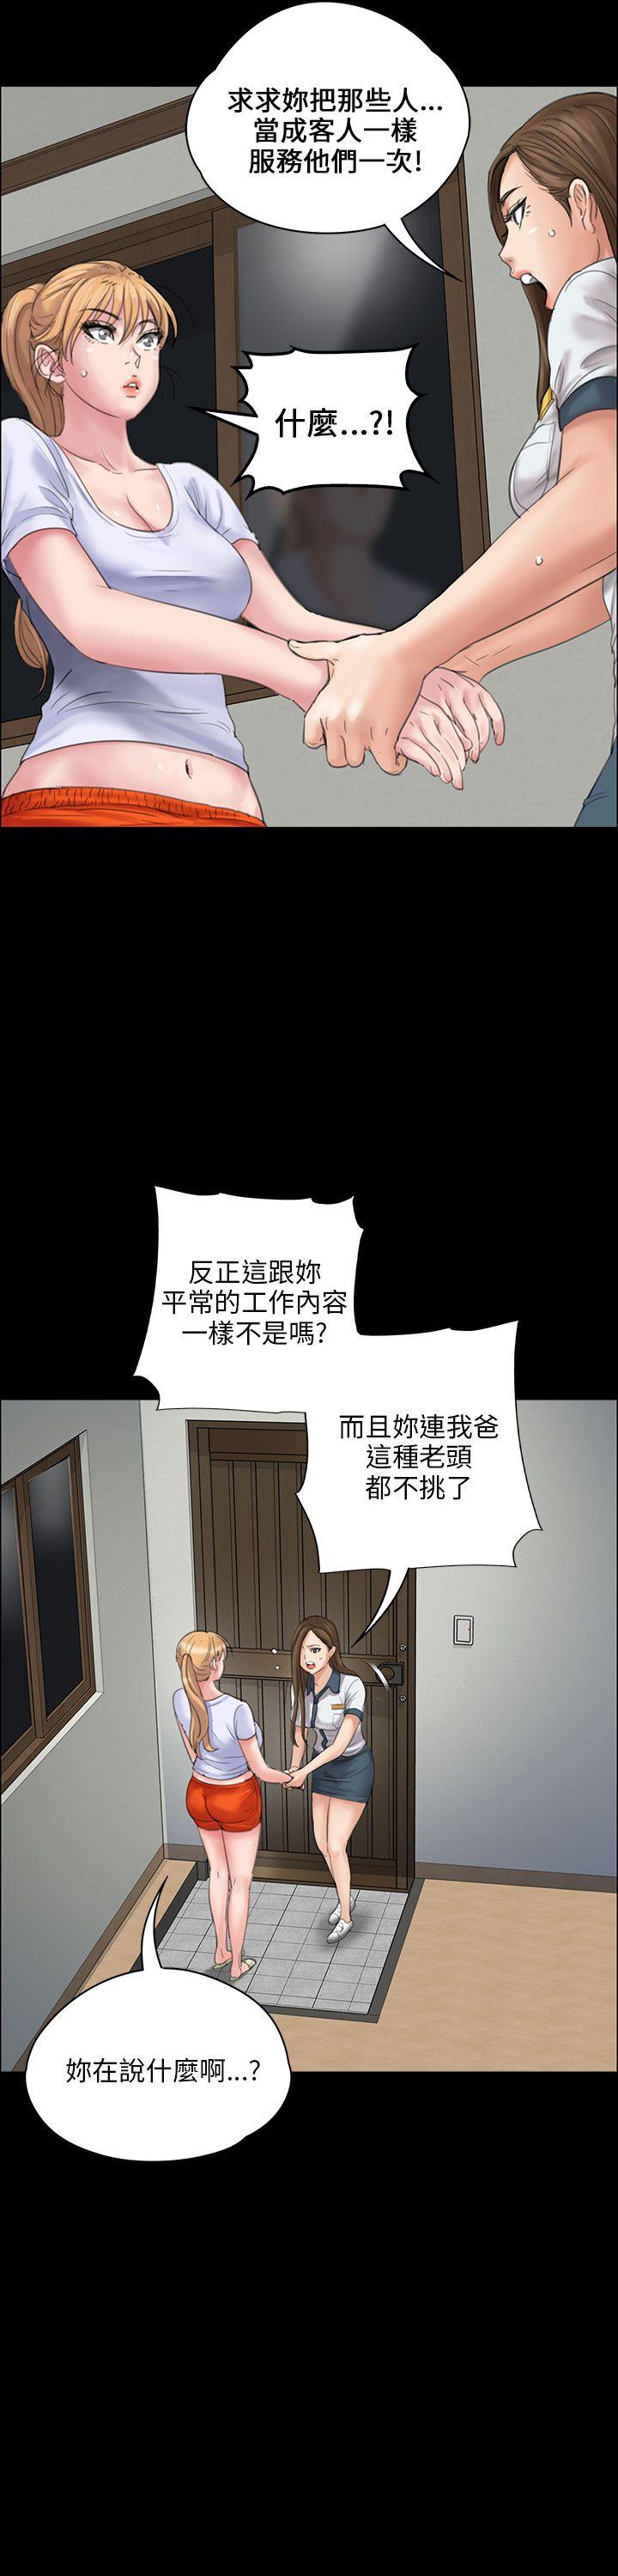 求求妳把那些人...
當成客人一樣
服務他們一次!
什麼...?!
反正這跟妳
平常的工作內容
一樣不是嗎?
而且妳連我爸
這種老頭
都不挑了
妳在說什麼啊...?